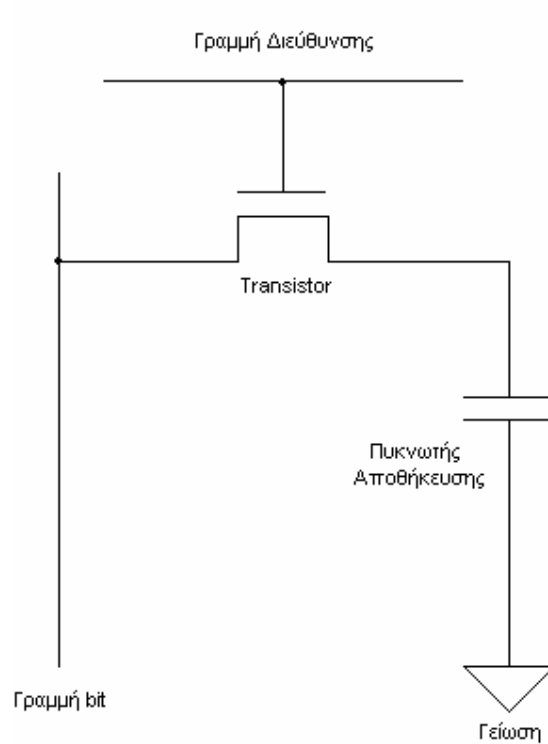 Γραμμή Διεύθυνσης
Transistor
Πυκνωτής
Αποθήκευσης
Γραμμή bit
Γείωση